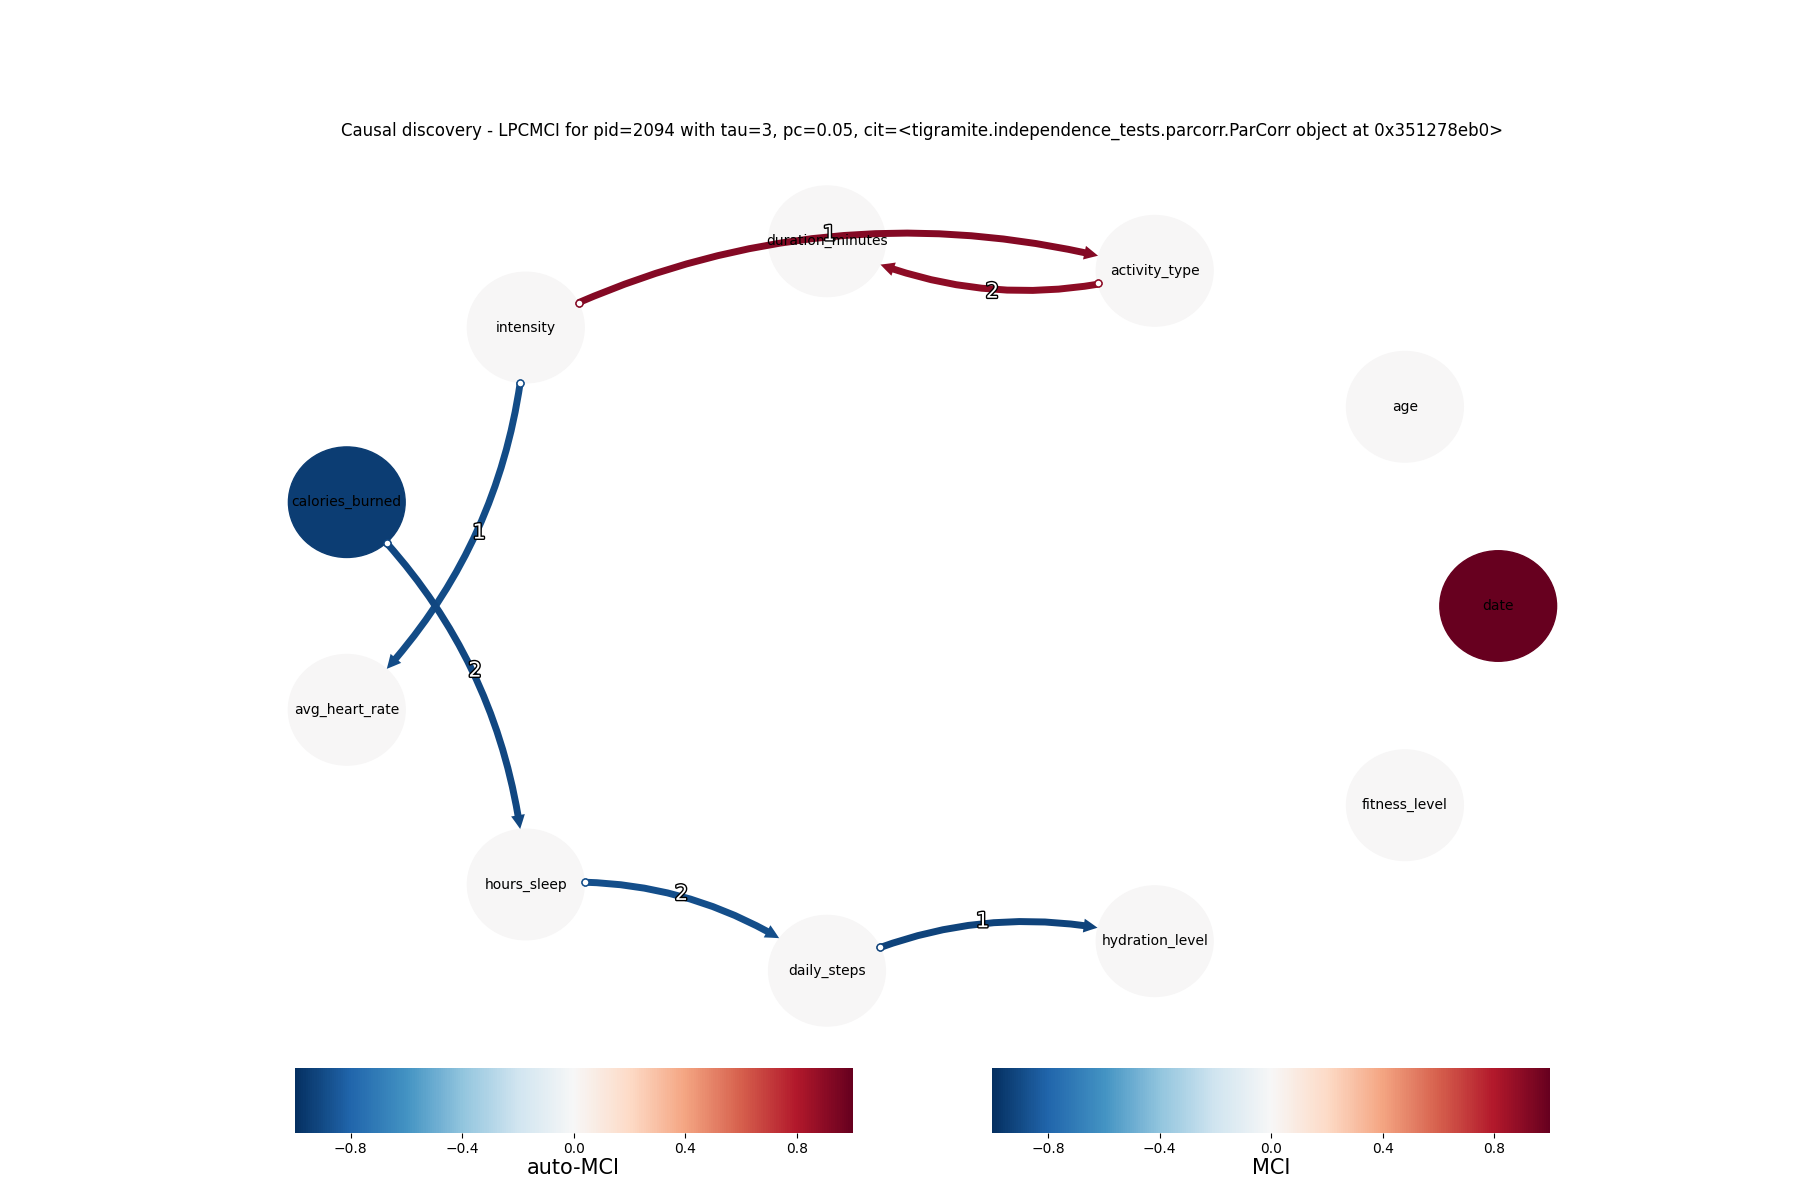 Causal discovery - LPCMCI for pid=2094 with tau=3, pc=0.05, cit=<tigramite.independence_tests.parcorr.ParCorr object at 0x351278eb0>
1
duration_minutes
activity_type
2
intensity
age
calories_burned
1
date
2
avg_heart_rate
fitness_level
hours_sleep
2
1
hydration_level
daily_steps
−0.8 −0.4 0.0 0.4 0.8
auto-MCI
−0.8 −0.4 0.0 0.4 0.8
MCI